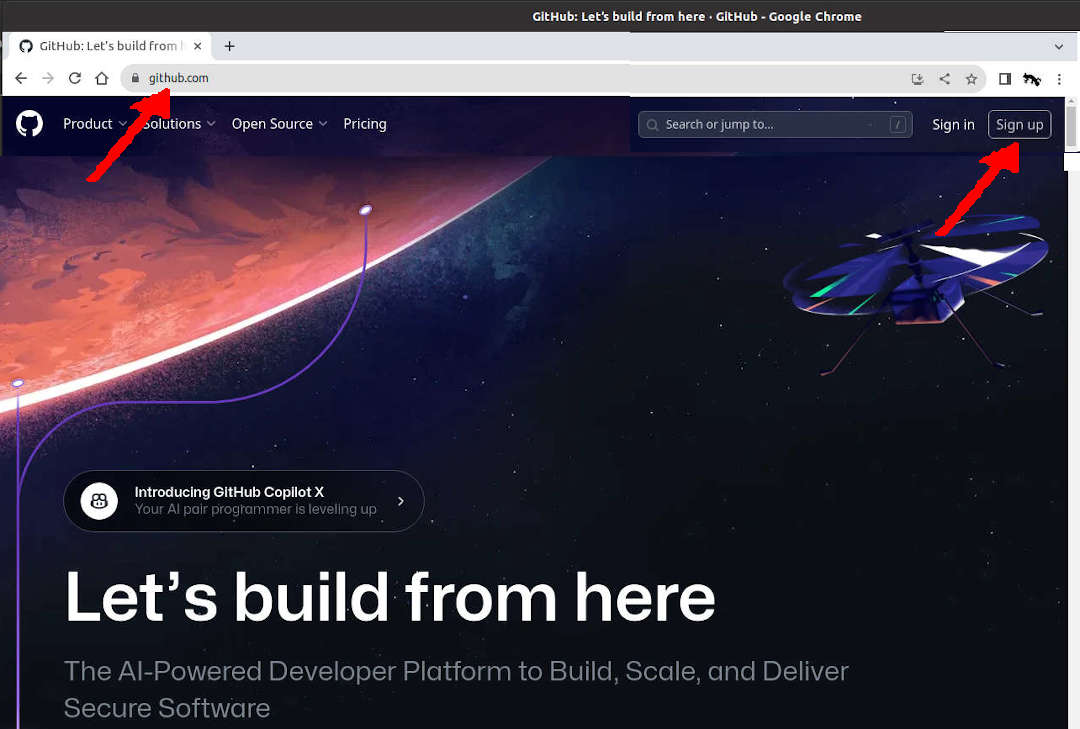 GitHub: Let's build from here · GitHub - Google Chrome
GitHub: Let's build from h
github.com
Product Solutions Open Source Pricing Search or jump to... / Sign in Sign up
Introducing GitHub Copilot X
Your AI pair programmer is leveling up
Let's build from here
The AI-Powered Developer Platform to Build, Scale, and Deliver
Secure Software